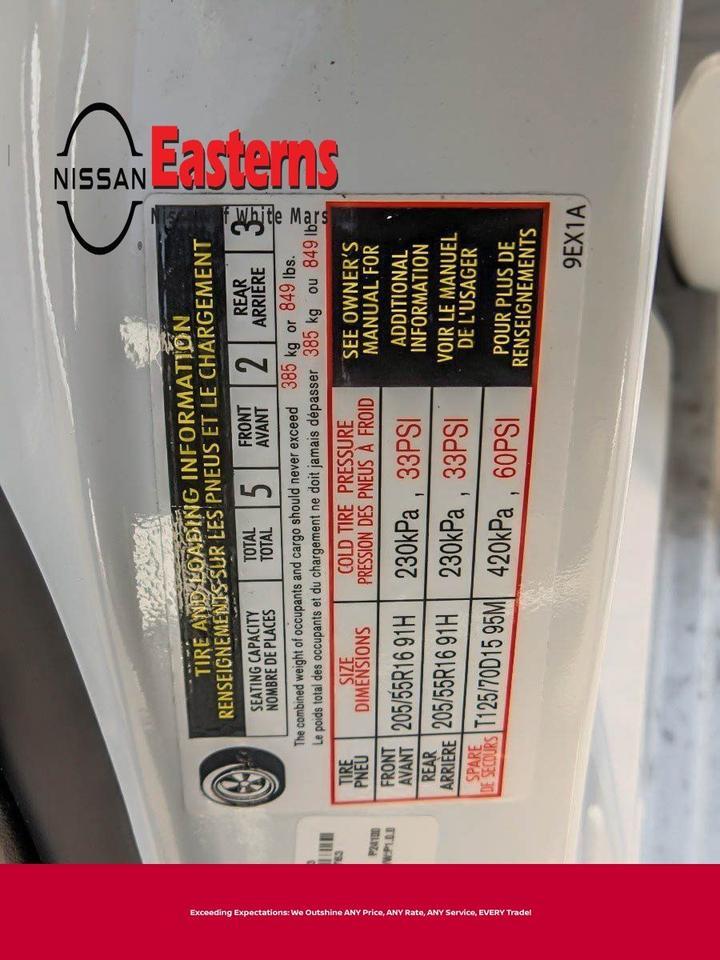 NISSAN
Easterns
TIRE AND LOADING INFORMATION
RENSEIGNEMENTS SUR LES PNEUS ET LE CHARGEMENT
SEATING CAPACITY
NOMBRE DE PLACES
TOTAL
TOTAL
5
FRONT
AVANT
2
REAR
ARRIÈRE
3
The combined weight of occupants and cargo should never exceed 385 kg or 849 lbs.
Le poids total des occupants et du chargement ne doit jamais dépasser 385 kg ou 849 lb
TIRE
PNEU
SIZE
DIMENSIONS
COLD TIRE PRESSURE
PRESSION DES PNEUS À FROID
FRONT
AVANT
205/55R16 91H
230kPa , 33PSI
REAR
ARRIÈRE
205/55R16 91H
230kPa , 33PSI
SPARE
DE SECOURS
T125/70D15 95M
420kPa , 60PSI
SEE OWNER'S
MANUAL FOR
ADDITIONAL
INFORMATION
VOIR LE MANUEL
DE L'USAGER
POUR PLUS DE
RENSEIGNEMENTS
9EX1A
P24100
Exceeding Expectations: We Outshine ANY Price, ANY Rate, ANY Service, EVERY Trade!